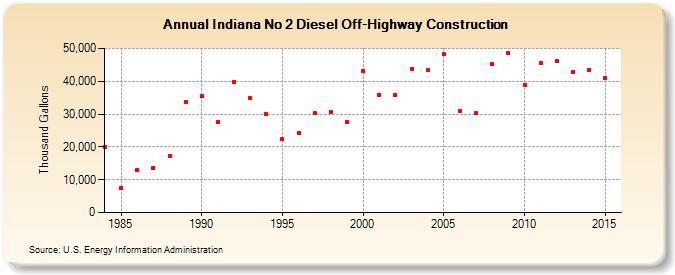 Annual Indiana No 2 Diesel Off-Highway Construction
Thousand Gallons
50,000
40,000
30,000
20,000
10,000
0
1985 1990 1995 2000 2005 2010 2015
Source: U.S. Energy Information Administration